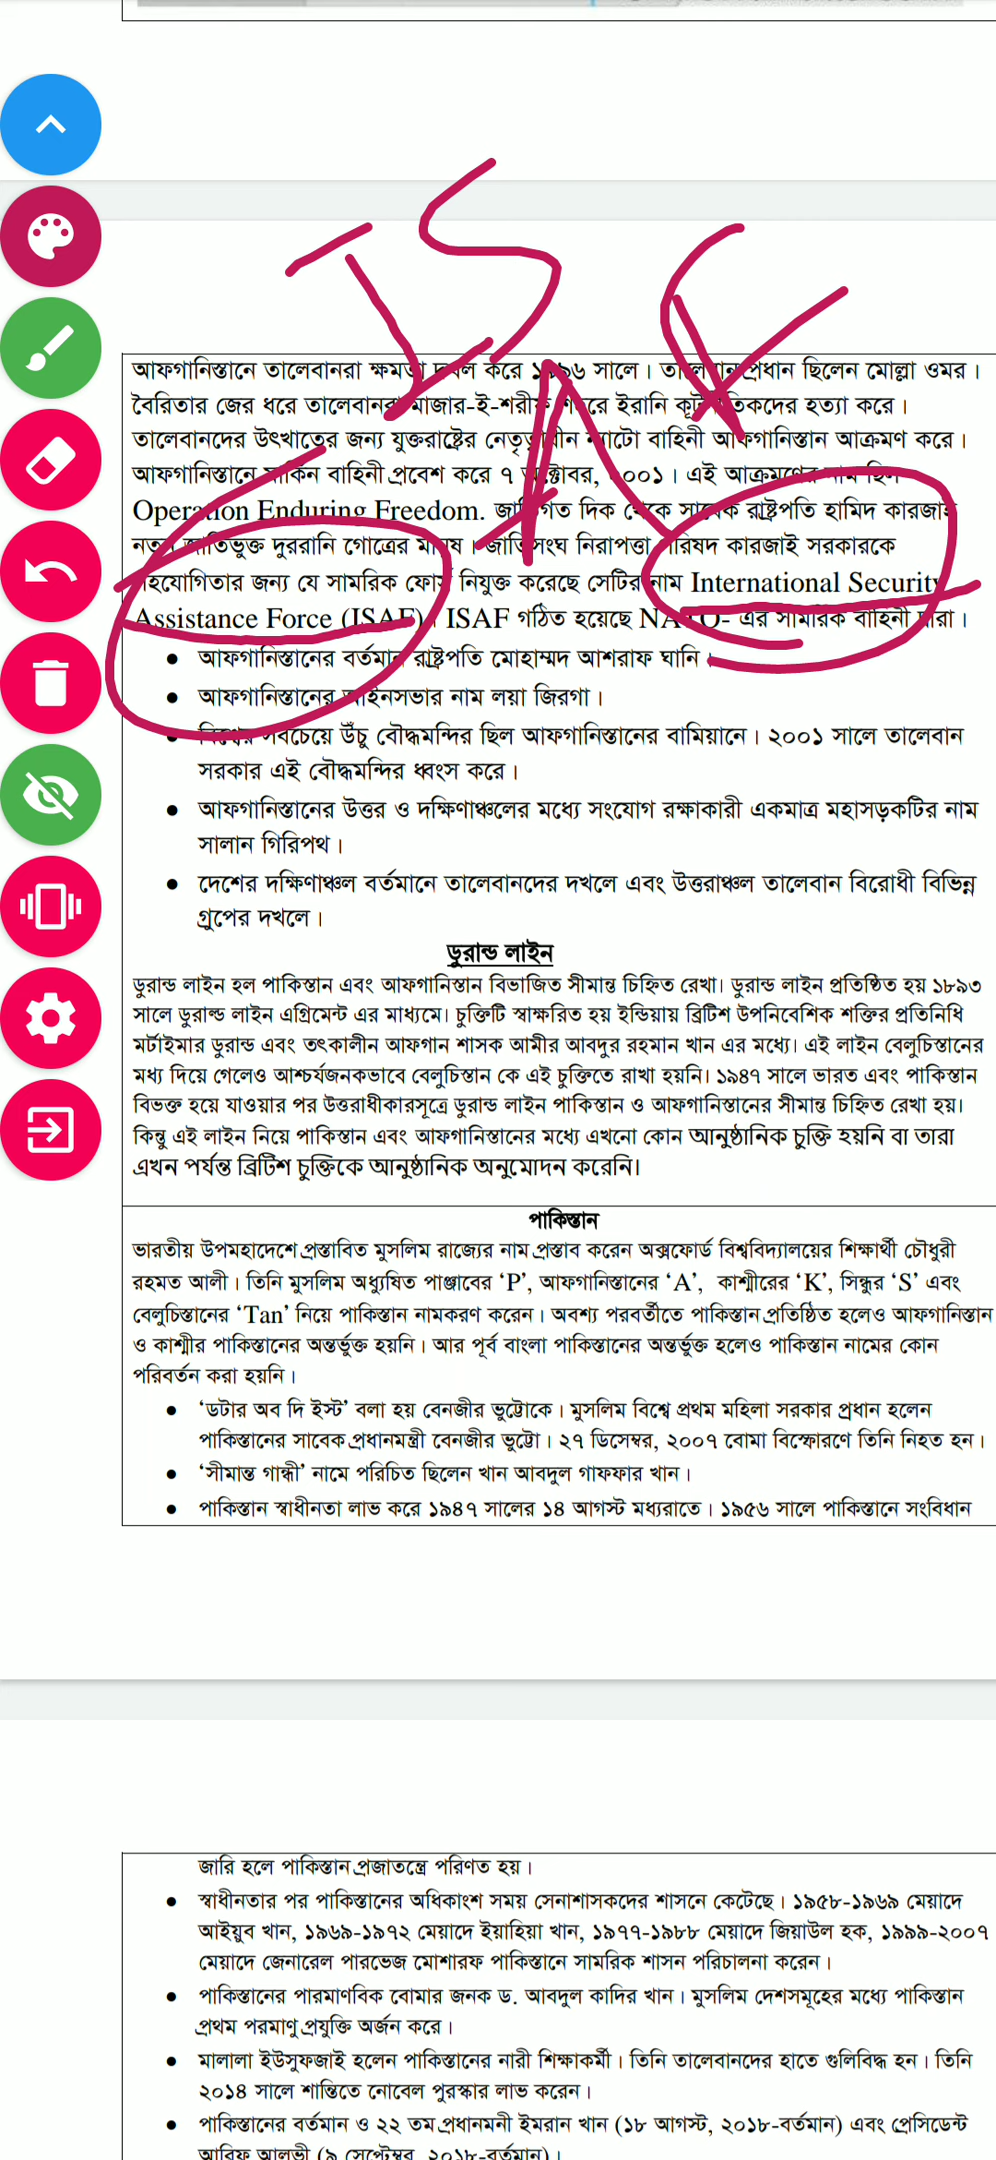 ISAF
আফগানিস্তানে তালেবানরা ক্ষমতা দখল করে ১৯৯৬ সালে। তালেবান প্রধান ছিলেন মোল্লা ওমর।
বৈরিতার জের ধরে তালেবানরা মাজার-ই-শরীফ শহরে ইরানি কূটনীতিকদের হত্যা করে।
তালেবানদের উৎখাতের জন্য যুক্তরাষ্ট্রের নেতৃত্বাধীন ন্যাটো বাহিনী আফগানিস্তান আক্রমণ করে।
আফগানিস্তানে মার্কিন বাহিনী প্রবেশ করে ৭ অক্টোবর, ২০০১। এই আক্রমণের নাম ছিল
Operation Enduring Freedom. জাতিগত দিক থেকে সাবেক রাষ্ট্রপতি হামিদ কারজাই
পশতুন জাতিভুক্ত দুররানি গোত্রের মানুষ। জাতিসংঘ নিরাপত্তা পরিষদ কারজাই সরকারকে
সহযোগিতার জন্য যে সামরিক ফোর্স নিযুক্ত করেছে সেটির নাম International Security
Assistance Force (ISAF)। ISAF গঠিত হয়েছে NATO- এর সামরিক বাহিনী দ্বারা।
● আফগানিস্তানের বর্তমান রাষ্ট্রপতি মোহাম্মদ আশরাফ ঘানি।
● আফগানিস্তানের আইনসভার নাম লয়া জিরগা।
● বিশ্বের সবচেয়ে উঁচু বৌদ্ধমন্দির ছিল আফগানিস্তানের বামিয়ানে। ২০০১ সালে তালেবান
সরকার এই বৌদ্ধমন্দির ধ্বংস করে।
● আফগানিস্তানের উত্তর ও দক্ষিণাঞ্চলের মধ্যে সংযোগ রক্ষাকারী একমাত্র মহাসড়কটির নাম
সালান গিরিপথ।
● দেশের দক্ষিণাঞ্চল বর্তমানে তালেবানদের দখলে এবং উত্তরাঞ্চল তালেবান বিরোধী বিভিন্ন
গ্রুপের দখলে।
ডুরান্ড লাইন
ডুরান্ড লাইন হল পাকিস্তান এবং আফগানিস্তান বিভাজিত সীমান্ত চিহ্নিত রেখা। ডুরান্ড লাইন প্রতিষ্ঠিত হয় ১৮৯৩
সালে ডুরাল্ড লাইন এগ্রিমেন্ট এর মাধ্যমে। চুক্তিটি স্বাক্ষরিত হয় ইন্ডিয়ায় ব্রিটিশ উপনিবেশিক শক্তির প্রতিনিধি
মর্টাইমার ডুরান্ড এবং তৎকালীন আফগান শাসক আমীর আবদুর রহমান খান এর মধ্যে। এই লাইন বেলুচিস্তানের
মধ্য দিয়ে গেলেও আশ্চর্যজনকভাবে বেলুচিস্তান কে এই চুক্তিতে রাখা হয়নি। ১৯৪৭ সালে ভারত এবং পাকিস্তান
বিভক্ত হয়ে যাওয়ার পর উত্তরাধীকারসূত্রে ডুরান্ড লাইন পাকিস্তান ও আফগানিস্তানের সীমান্ত চিহ্নিত রেখা হয়।
কিন্তু এই লাইন নিয়ে পাকিস্তান এবং আফগানিস্তানের মধ্যে এখনো কোন আনুষ্ঠানিক চুক্তি হয়নি বা তারা
এখন পর্যন্ত ব্রিটিশ চুক্তিকে আনুষ্ঠানিক অনুমোদন করেনি।
পাকিস্তান
ভারতীয় উপমহাদেশে প্রস্তাবিত মুসলিম রাজ্যের নাম প্রস্তাব করেন অক্সফোর্ড বিশ্ববিদ্যালয়ের শিক্ষার্থী চৌধুরী
রহমত আলী। তিনি মুসলিম অধ্যুষিত পাঞ্জাবের ‘P’, আফগানিস্তানের ‘A’, কাশ্মীরের ‘K’, সিন্ধুর ‘S’ এবং
বেলুচিস্তানের ‘Tan’ নিয়ে পাকিস্তান নামকরণ করেন। অবশ্য পরবর্তীতে পাকিস্তান প্রতিষ্ঠিত হলেও আফগানিস্তান
ও কাশ্মীর পাকিস্তানের অন্তর্ভুক্ত হয়নি। আর পূর্ব বাংলা পাকিস্তানের অন্তর্ভুক্ত হলেও পাকিস্তান নামের কোন
পরিবর্তন করা হয়নি।
● ‘ডটার অব দি ইস্ট’ বলা হয় বেনজীর ভুট্টোকে। মুসলিম বিশ্বে প্রথম মহিলা সরকার প্রধান হলেন
পাকিস্তানের সাবেক প্রধানমন্ত্রী বেনজীর ভুট্টো। ২৭ ডিসেম্বর, ২০০৭ বোমা বিস্ফোরণে তিনি নিহত হন।
● ‘সীমান্ত গান্ধী’ নামে পরিচিত ছিলেন খান আবদুল গাফফার খান।
● পাকিস্তান স্বাধীনতা লাভ করে ১৯৪৭ সালের ১৪ আগস্ট মধ্যরাতে। ১৯৫৬ সালে পাকিস্তানে সংবিধান
জারি হলে পাকিস্তান প্রজাতন্ত্রে পরিণত হয়।
● স্বাধীনতার পর পাকিস্তানের অধিকাংশ সময় সেনাশাসকদের শাসনে কেটেছে। ১৯৫৮-১৯৬৯ মেয়াদে
আইয়ুব খান, ১৯৬৯-১৯৭২ মেয়াদে ইয়াহিয়া খান, ১৯৭৭-১৯৮৮ মেয়াদে জিয়াউল হক, ১৯৯৯-২০০৭
মেয়াদে জেনারেল পারভেজ মোশারফ পাকিস্তানে সামরিক শাসন পরিচালনা করেন।
● পাকিস্তানের পারমাণবিক বোমার জনক ড. আবদুল কাদির খান। মুসলিম দেশসমূহের মধ্যে পাকিস্তান
প্রথম পরমাণু প্রযুক্তি অর্জন করে।
● মালালা ইউসুফজাই হলেন পাকিস্তানের নারী শিক্ষাকর্মী। তিনি তালেবানদের হাতে গুলিবিদ্ধ হন। তিনি
২০১৪ সালে শান্তিতে নোবেল পুরস্কার লাভ করেন।
● পাকিস্তানের বর্তমান ও ২২ তম প্রধানমনী ইমরান খান (১৮ আগস্ট, ২০১৮-বর্তমান) এবং প্রেসিডেন্ট
আরিফ আলভী (৯ সেপ্টেম্বর, ২০১৮-বর্তমান)।